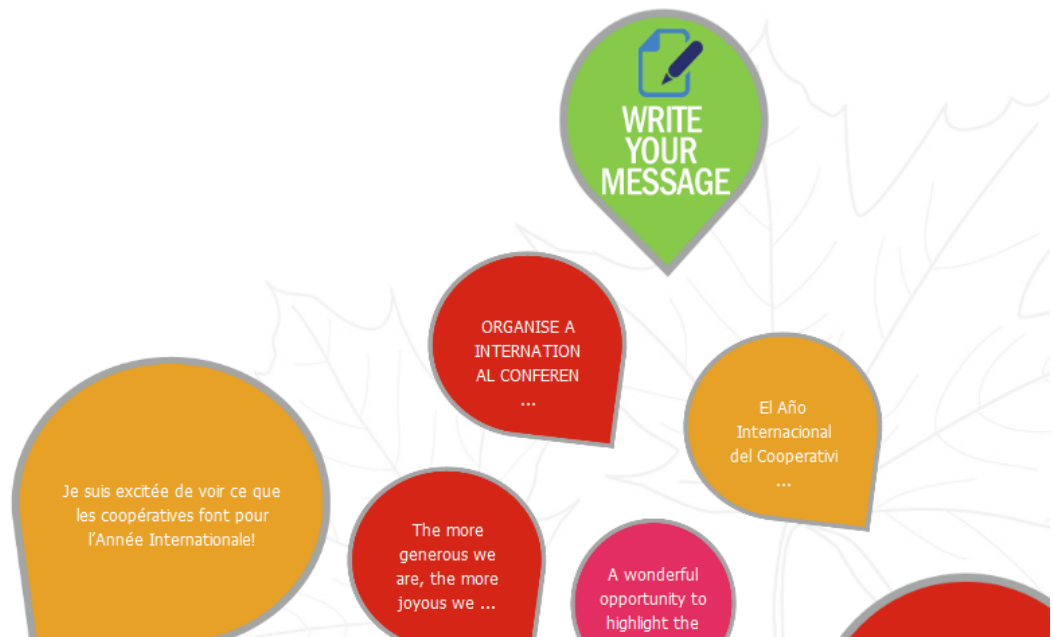 WRITE
YOUR
MESSAGE
ORGANISE A
INTERNATION
AL CONFEREN
...
El Año
Internacional
del Cooperativi
...
Je suis excitée de voir ce que
les coopératives font pour
l'Année Internationale!
The more
generous we
are, the more
joyous we ...
A wonderful
opportunity to
highlight the